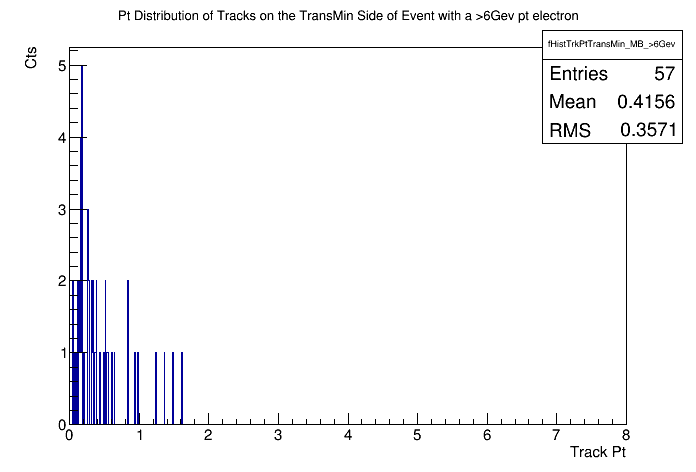 Pt Distribution of Tracks on the TransMin Side of Event with a >6Gev pt electron
fHistTrkPtTransMin_MB_>6Gev
Entries 57
Mean 0.4156
RMS 0.3571
Cts
5
4
3
2
1
0
0 1 2 3 4 5 6 7 8
Track Pt